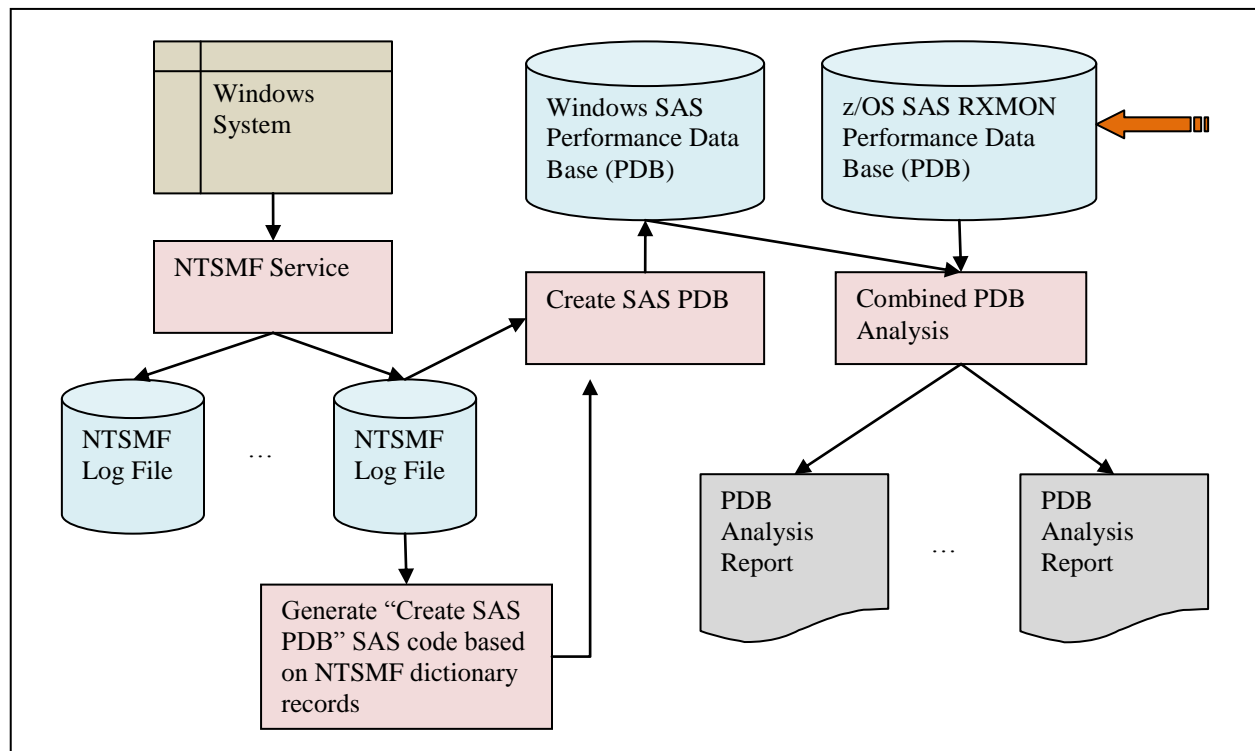 Windows
System
Windows SAS
Performance Data
Base (PDB)
z/OS SAS RXMON
Performance Data
Base (PDB)
NTSMF Service
Create SAS PDB
Combined PDB
Analysis
NTSMF
Log File
...
NTSMF
Log File
PDB
Analysis
Report
...
PDB
Analysis
Report
Generate “Create SAS
PDB” SAS code based
on NTSMF dictionary
records